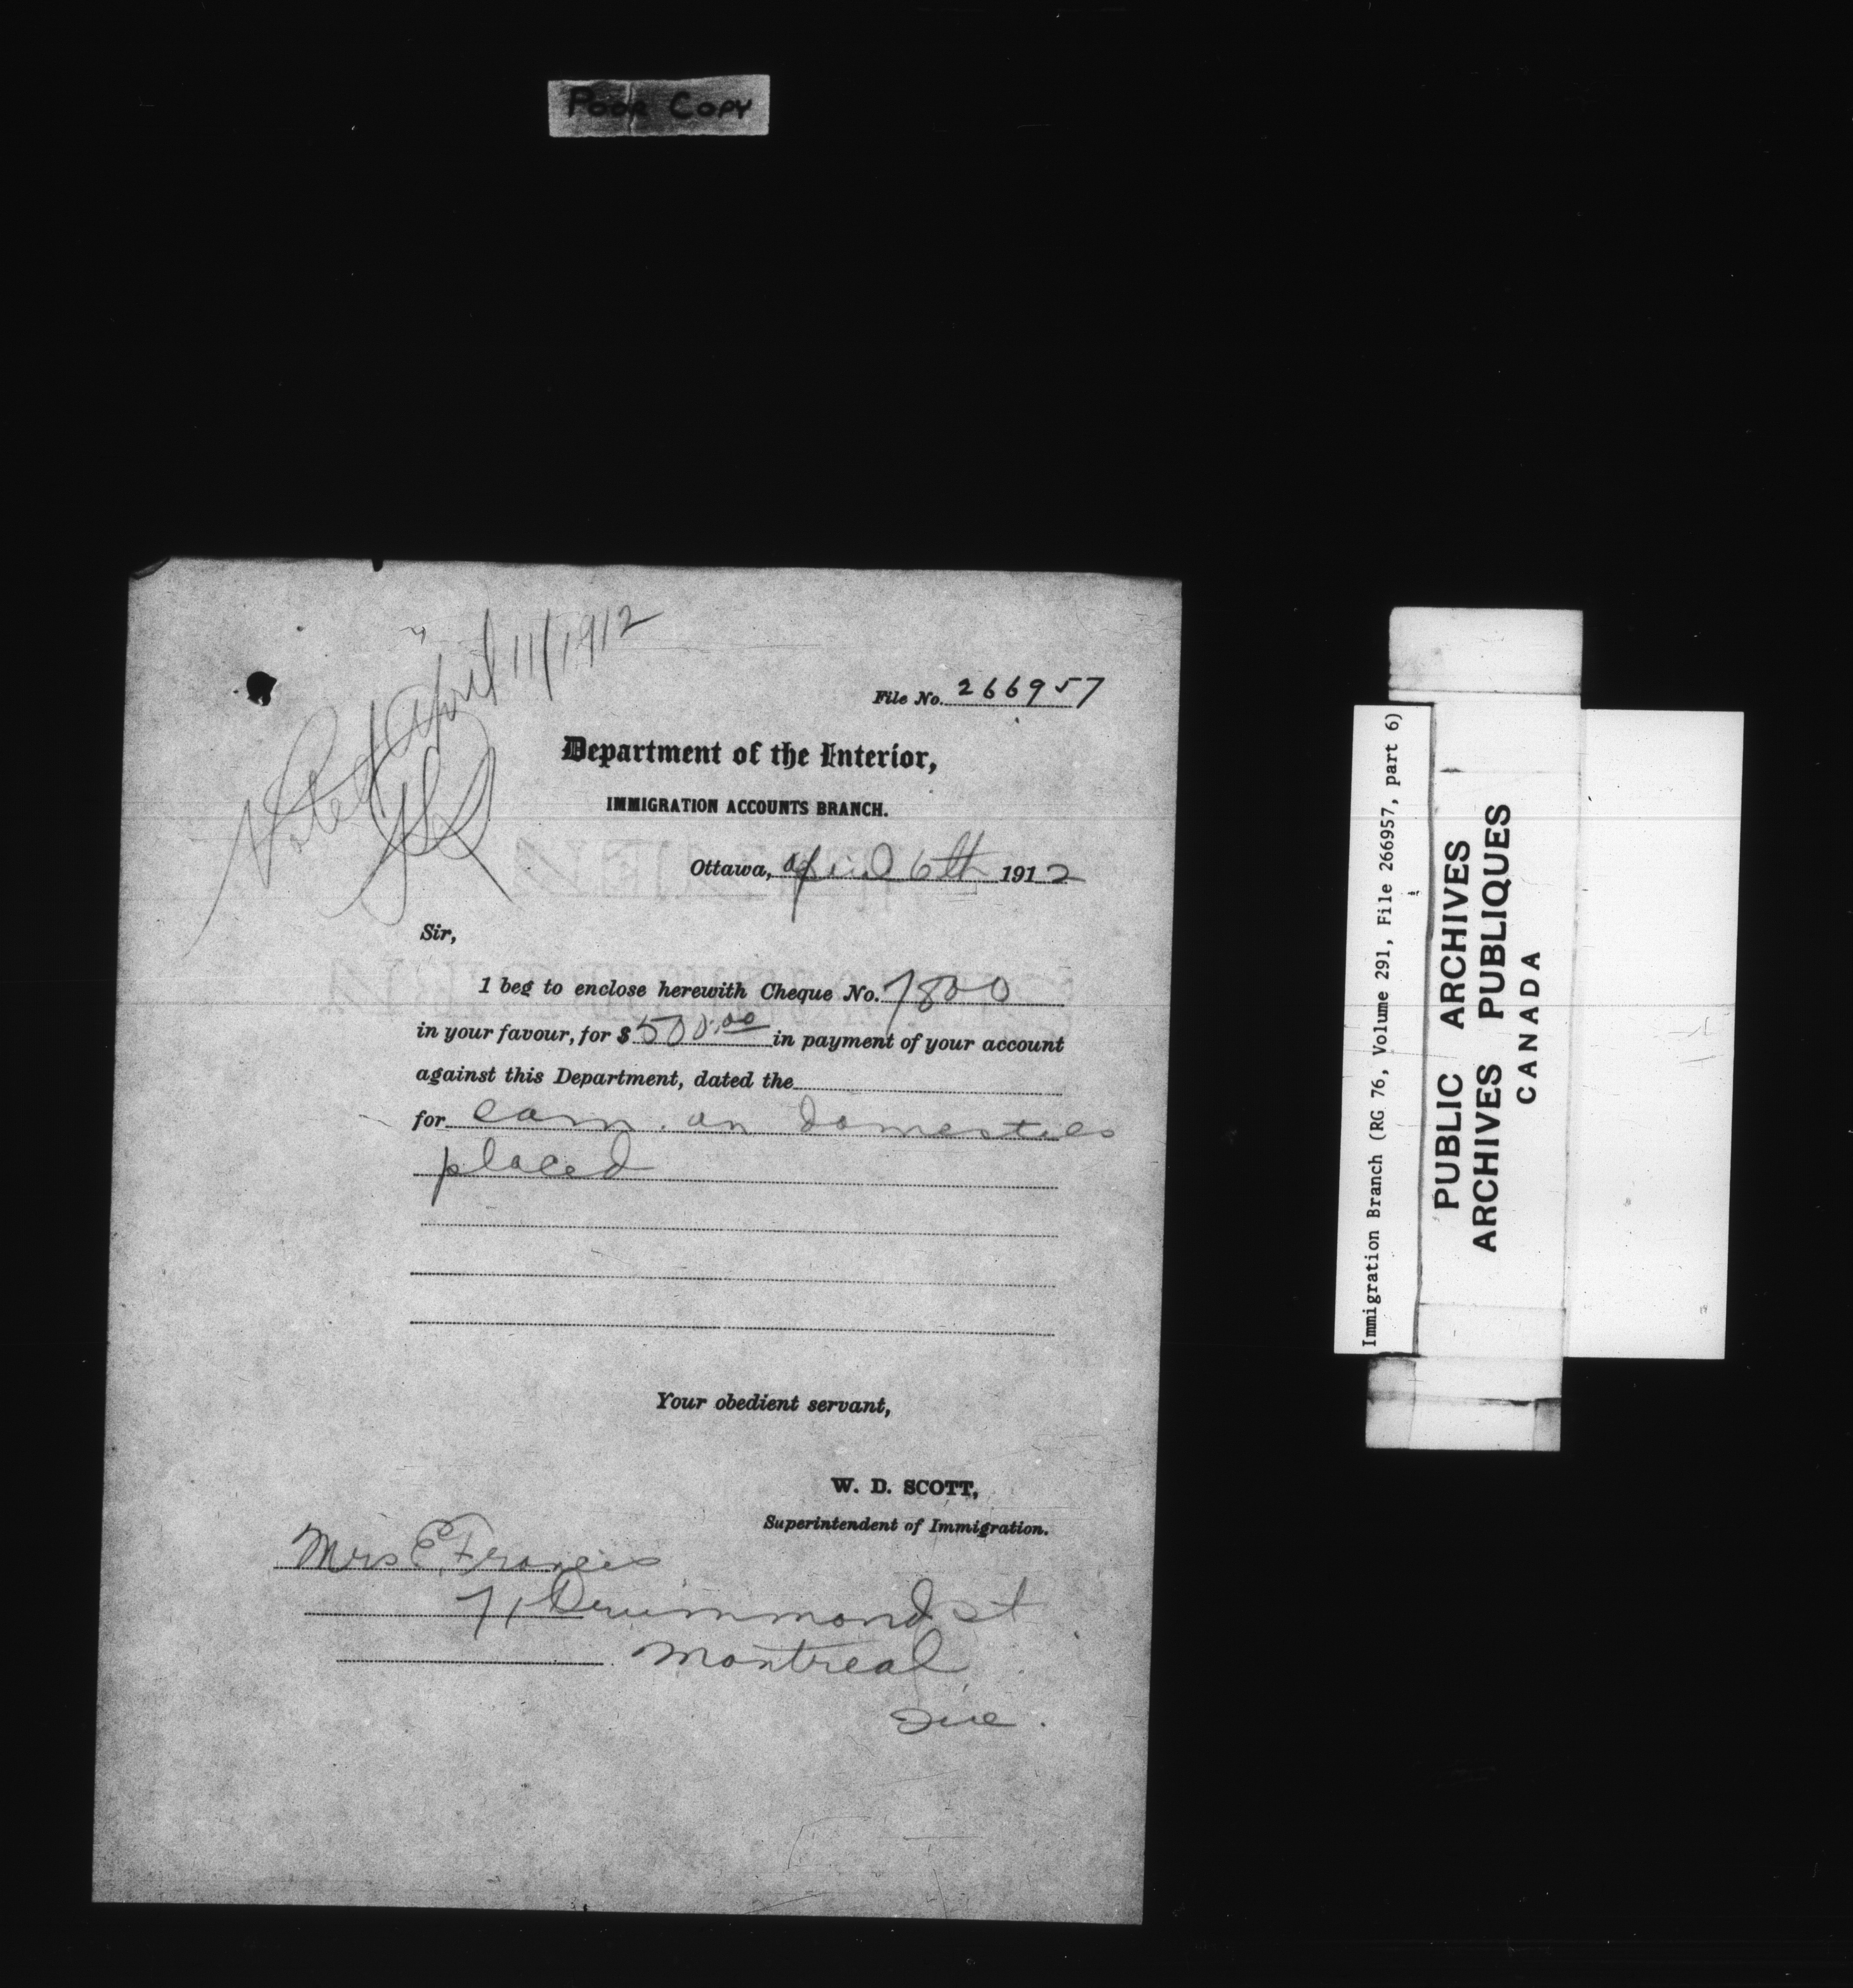 Poor Copy
Noted April 11/1912
File No. 266957
Department of the Interior,
IMMIGRATION ACCOUNTS BRANCH.
Ottawa, April 6th 1912
Sir,
I beg to enclose herewith Cheque No. 7800
in your favour, for $ 500.00 in payment of your account
against this Department, dated the
for com. on domestics
placed
Your obedient servant,
W. D. SCOTT,
Superintendent of Immigration.
Mrs E. Francis
71 Drummond St
Montreal
Que.
Immigration Branch (RG 76, Volume 291, File 266957, part 6)
PUBLIC ARCHIVES
ARCHIVES PUBLIQUES
CANADA